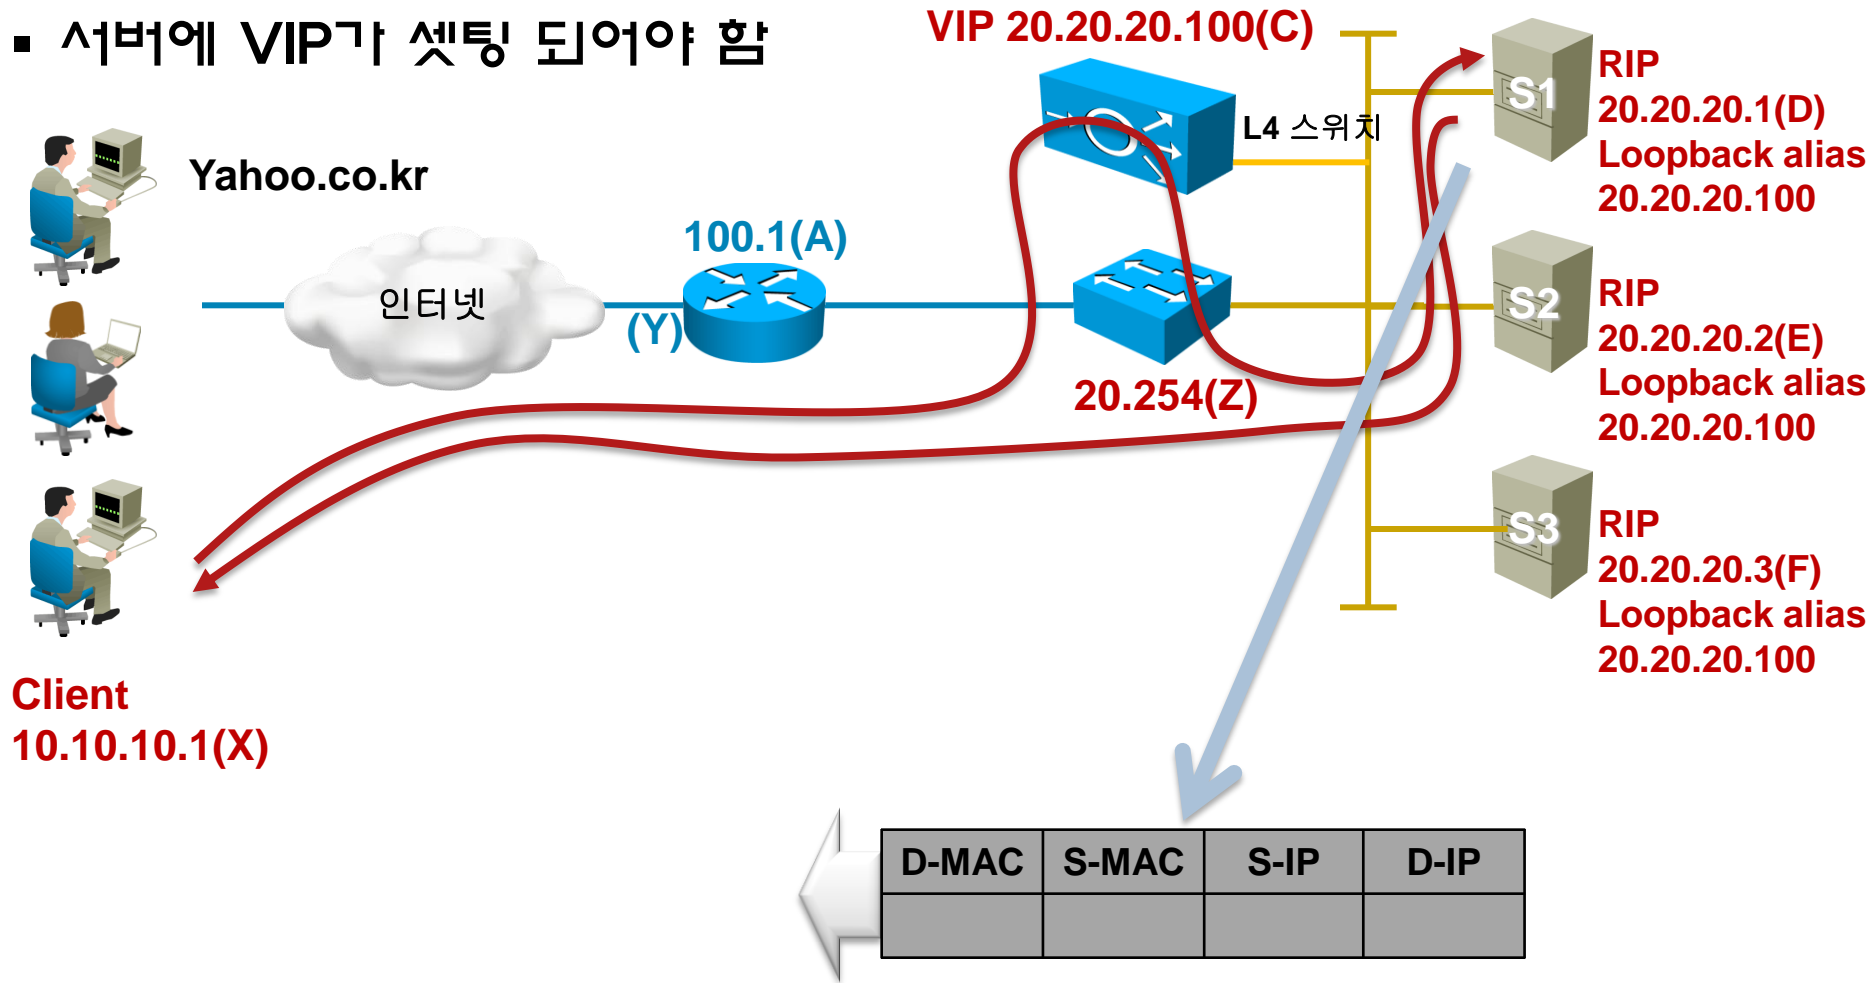 ▪ 서버에 VIP가 셋팅 되어야 함
VIP 20.20.20.100(C)
L4 스위치
S1
RIP
20.20.20.1(D)
Loopback alias
20.20.20.100
Yahoo.co.kr
인터넷
(Y)
100.1(A)
20.254(Z)
S2
RIP
20.20.20.2(E)
Loopback alias
20.20.20.100
S3
RIP
20.20.20.3(F)
Loopback alias
20.20.20.100
Client
10.10.10.1(X)
D-MAC S-MAC S-IP D-IP